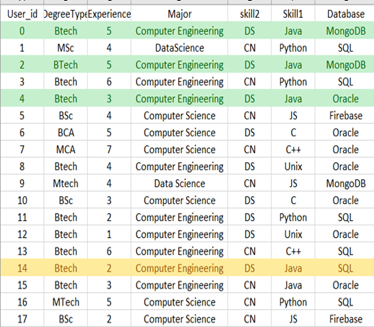 User_id DegreeType Experience Major skill2 Skill1 Database
0 Btech 5 Computer Engineering DS Java MongoDB
1 MSc 4 DataScience CN Python SQL
2 BTech 5 Computer Engineering DS Java MongoDB
3 Btech 6 Computer Engineering CN Python SQL
4 Btech 3 Computer Engineering DS Java Oracle
5 BSc 4 Computer Science CN JS Firebase
6 BCA 5 Computer Science DS C Oracle
7 MCA 7 Computer Science CN C++ Oracle
8 Btech 4 Computer Engineering DS Unix Oracle
9 Mtech 4 Data Science CN JS MongoDB
10 BSc 3 Computer Science DS C Oracle
11 Btech 2 Computer Engineering DS Python SQL
12 Btech 1 Computer Engineering DS Unix Oracle
13 Btech 6 Computer Engineering CN C++ SQL
14 Btech 2 Computer Engineering DS Java SQL
15 Btech 3 Computer Engineering CN Java Oracle
16 MTech 5 Computer Science CN Python SQL
17 BSc 2 Computer Science CN JS Firebase